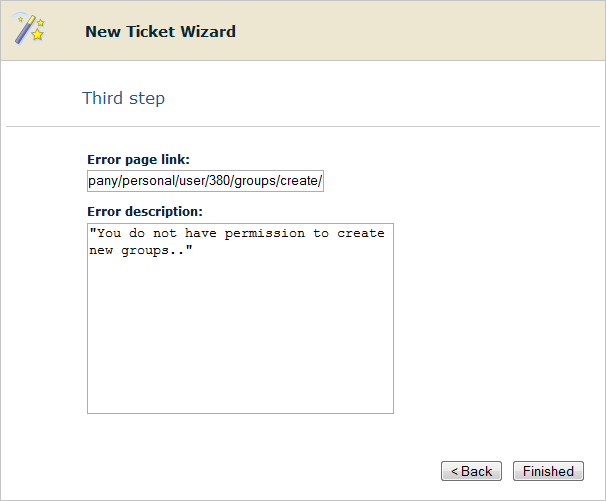 New Ticket Wizard
Third step
Error page link:
pany/personal/user/380/groups/create/
Error description:
"You do not have permission to create
new groups.."
< Back Finished